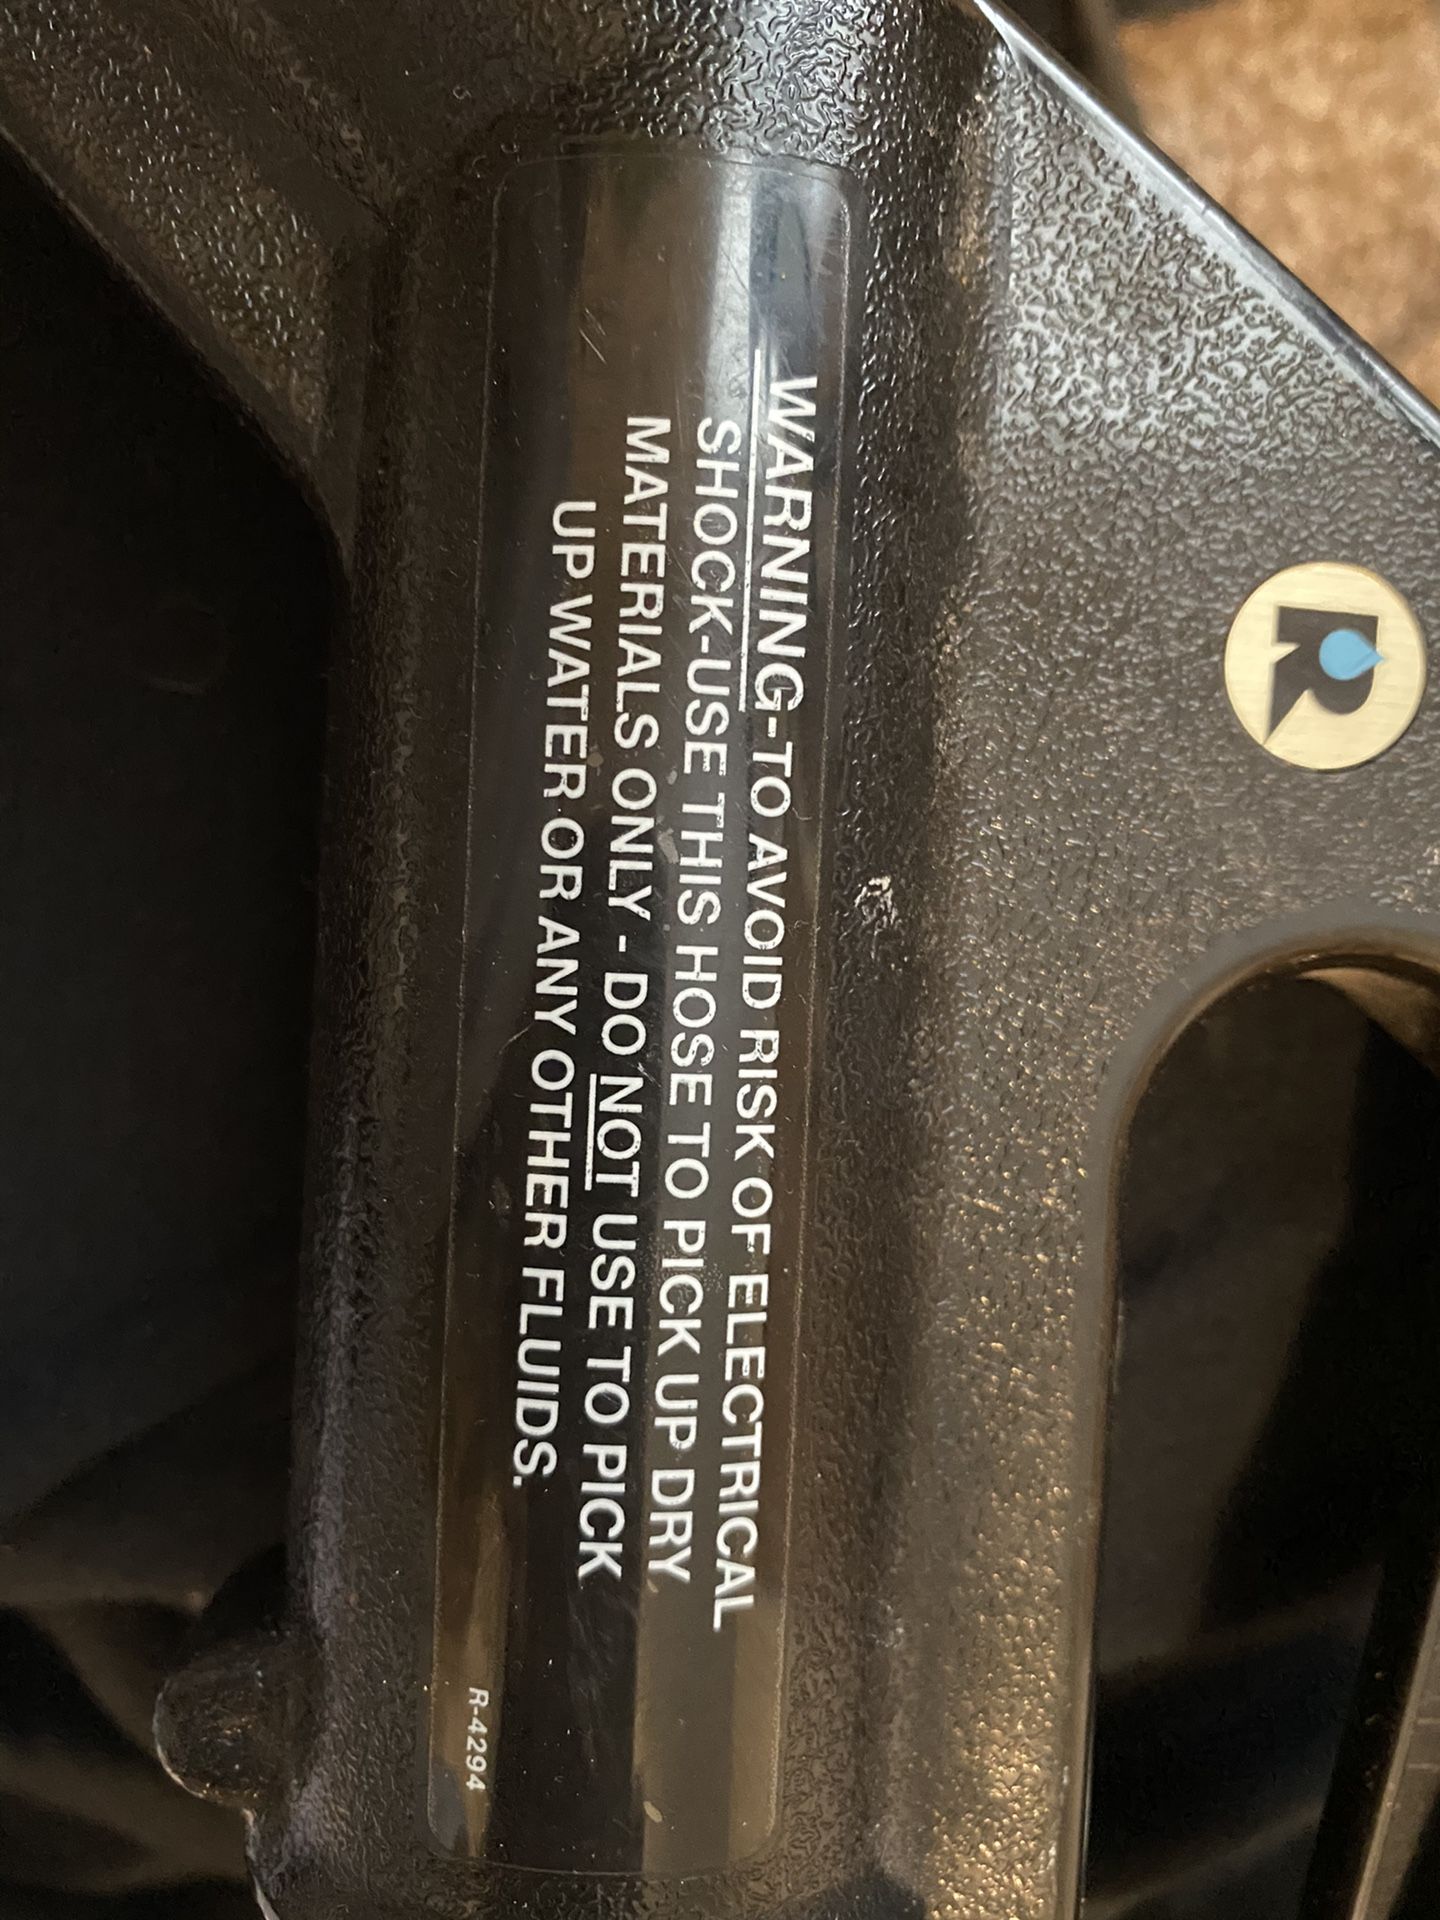 WARNING-TO AVOID RISK OF ELECTRICAL
SHOCK-USE THIS HOSE TO PICK UP DRY
MATERIALS ONLY - DO NOT USE TO PICK
UP WATER OR ANY OTHER FLUIDS.
R-4294
R